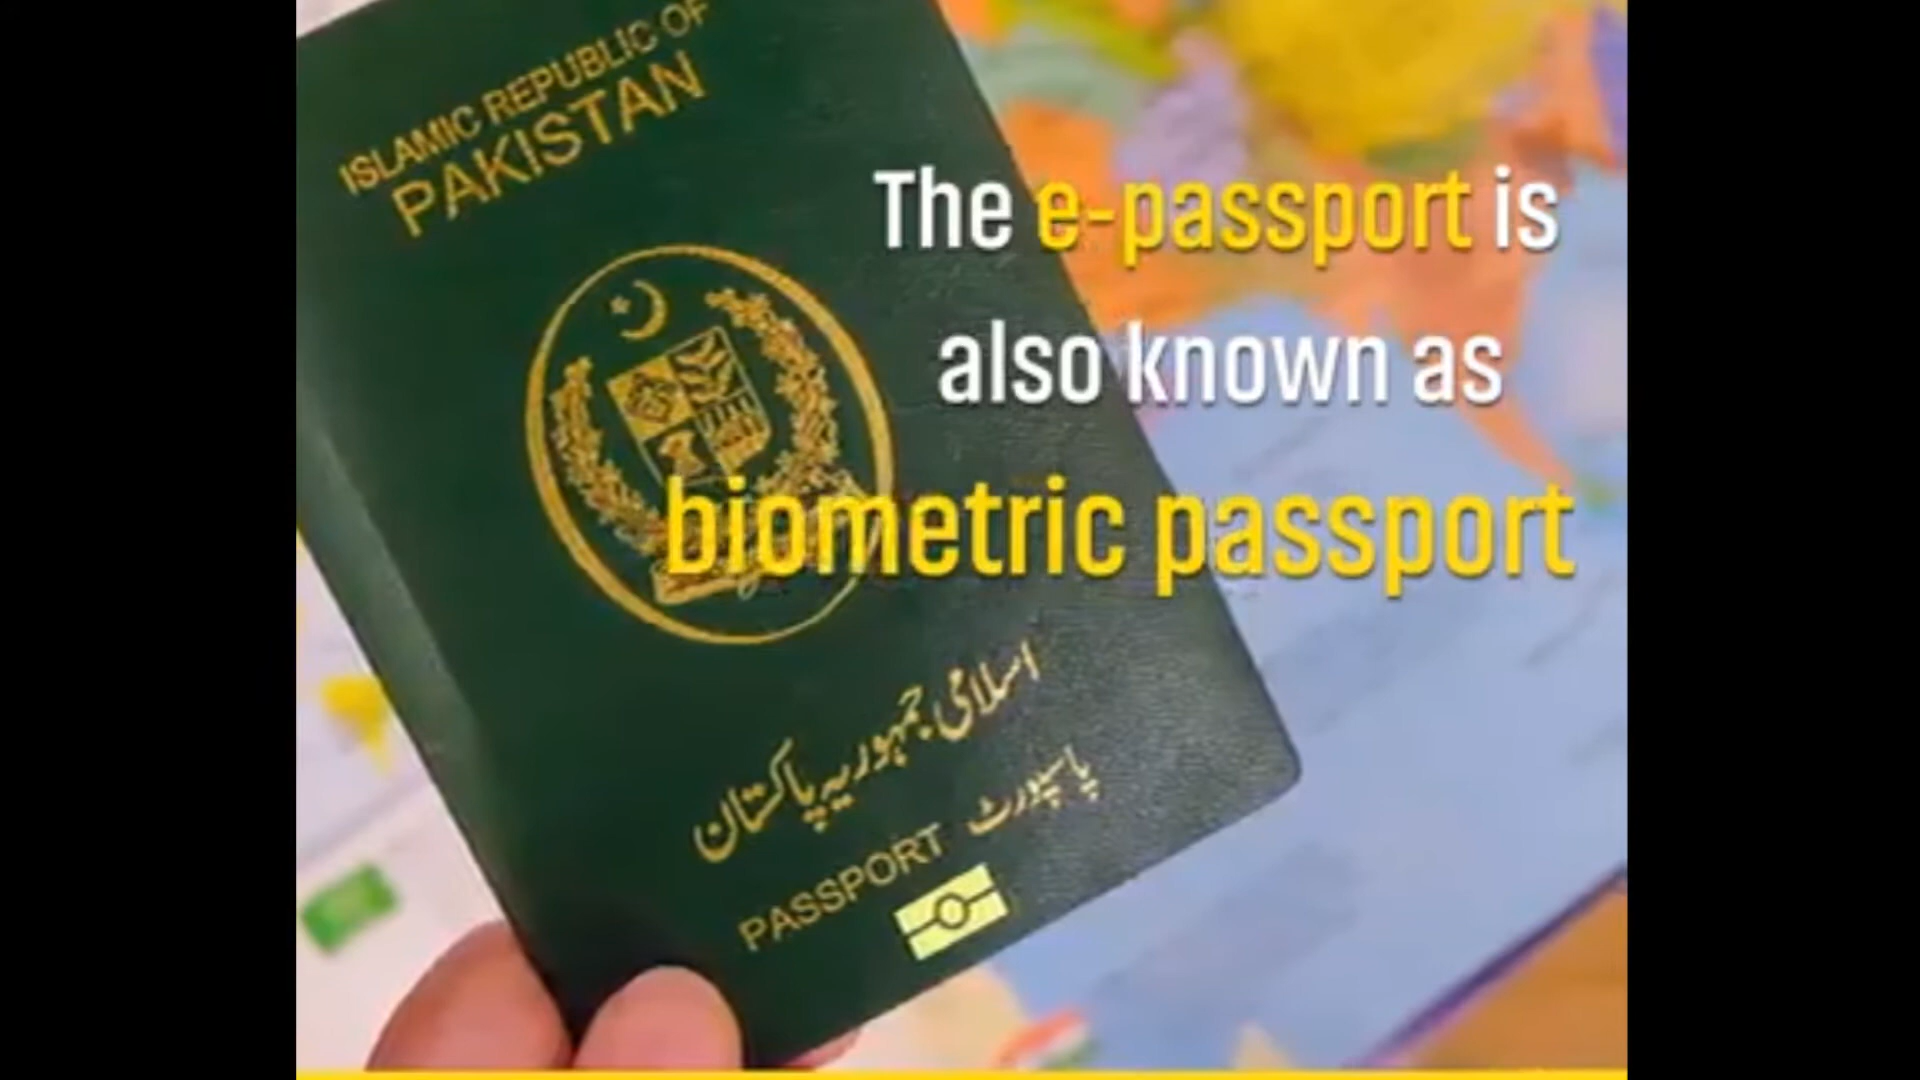 ISLAMIC REPUBLIC OF
PAKISTAN
The e-passport is
also known as
biometric passport
اسلامی جمہوریہ پاکستان
PASSPORT پاسپورٹ